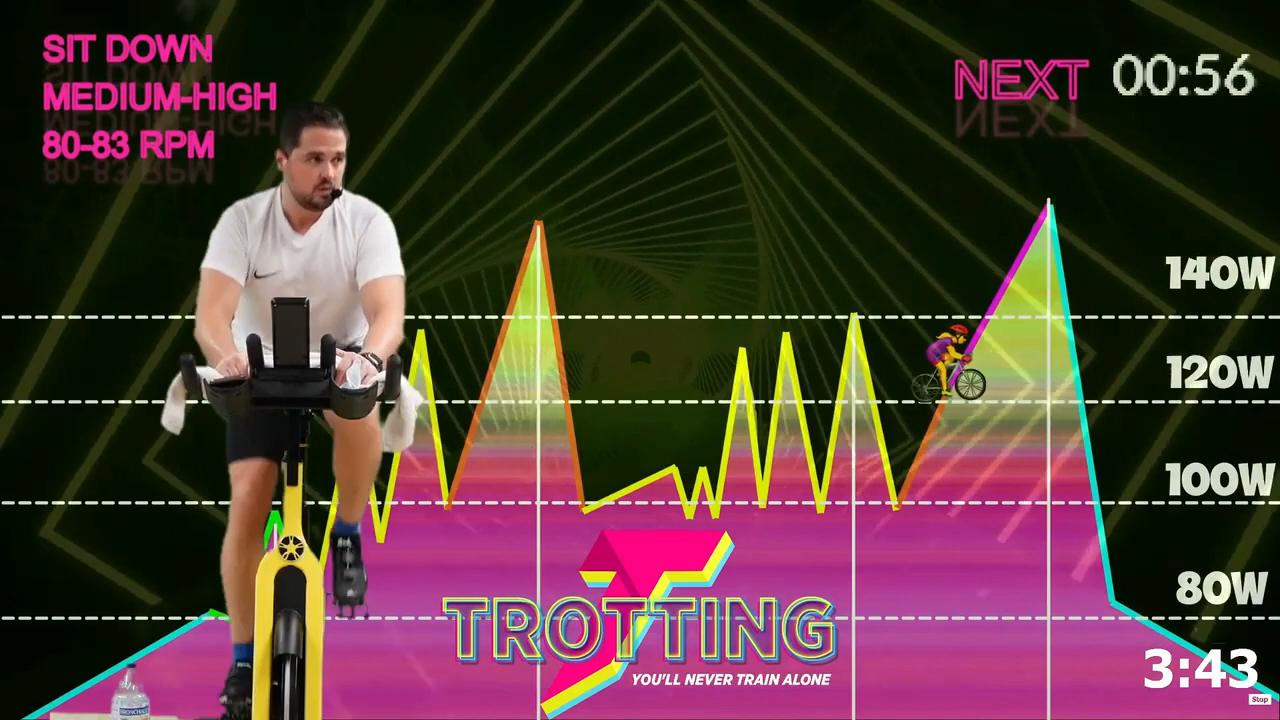 SIT DOWN
MEDIUM-HIGH
80-83 RPM
NEXT 00:56
140W
120W
100W
80W
TROTTING
YOU'LL NEVER TRAIN ALONE
3:43
Stop